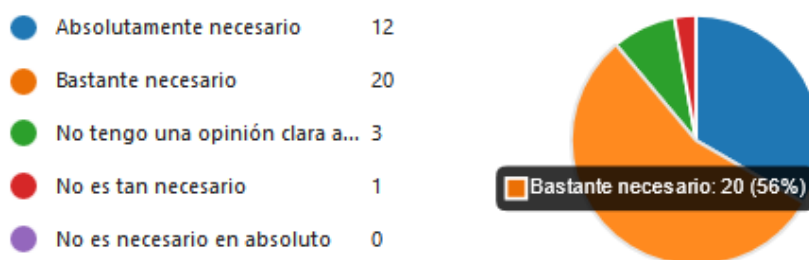 Absolutamente necesario 12
Bastante necesario 20
No tengo una opinión clara a... 3
No es tan necesario 1
No es necesario en absoluto 0
Bastante necesario: 20 (56%)